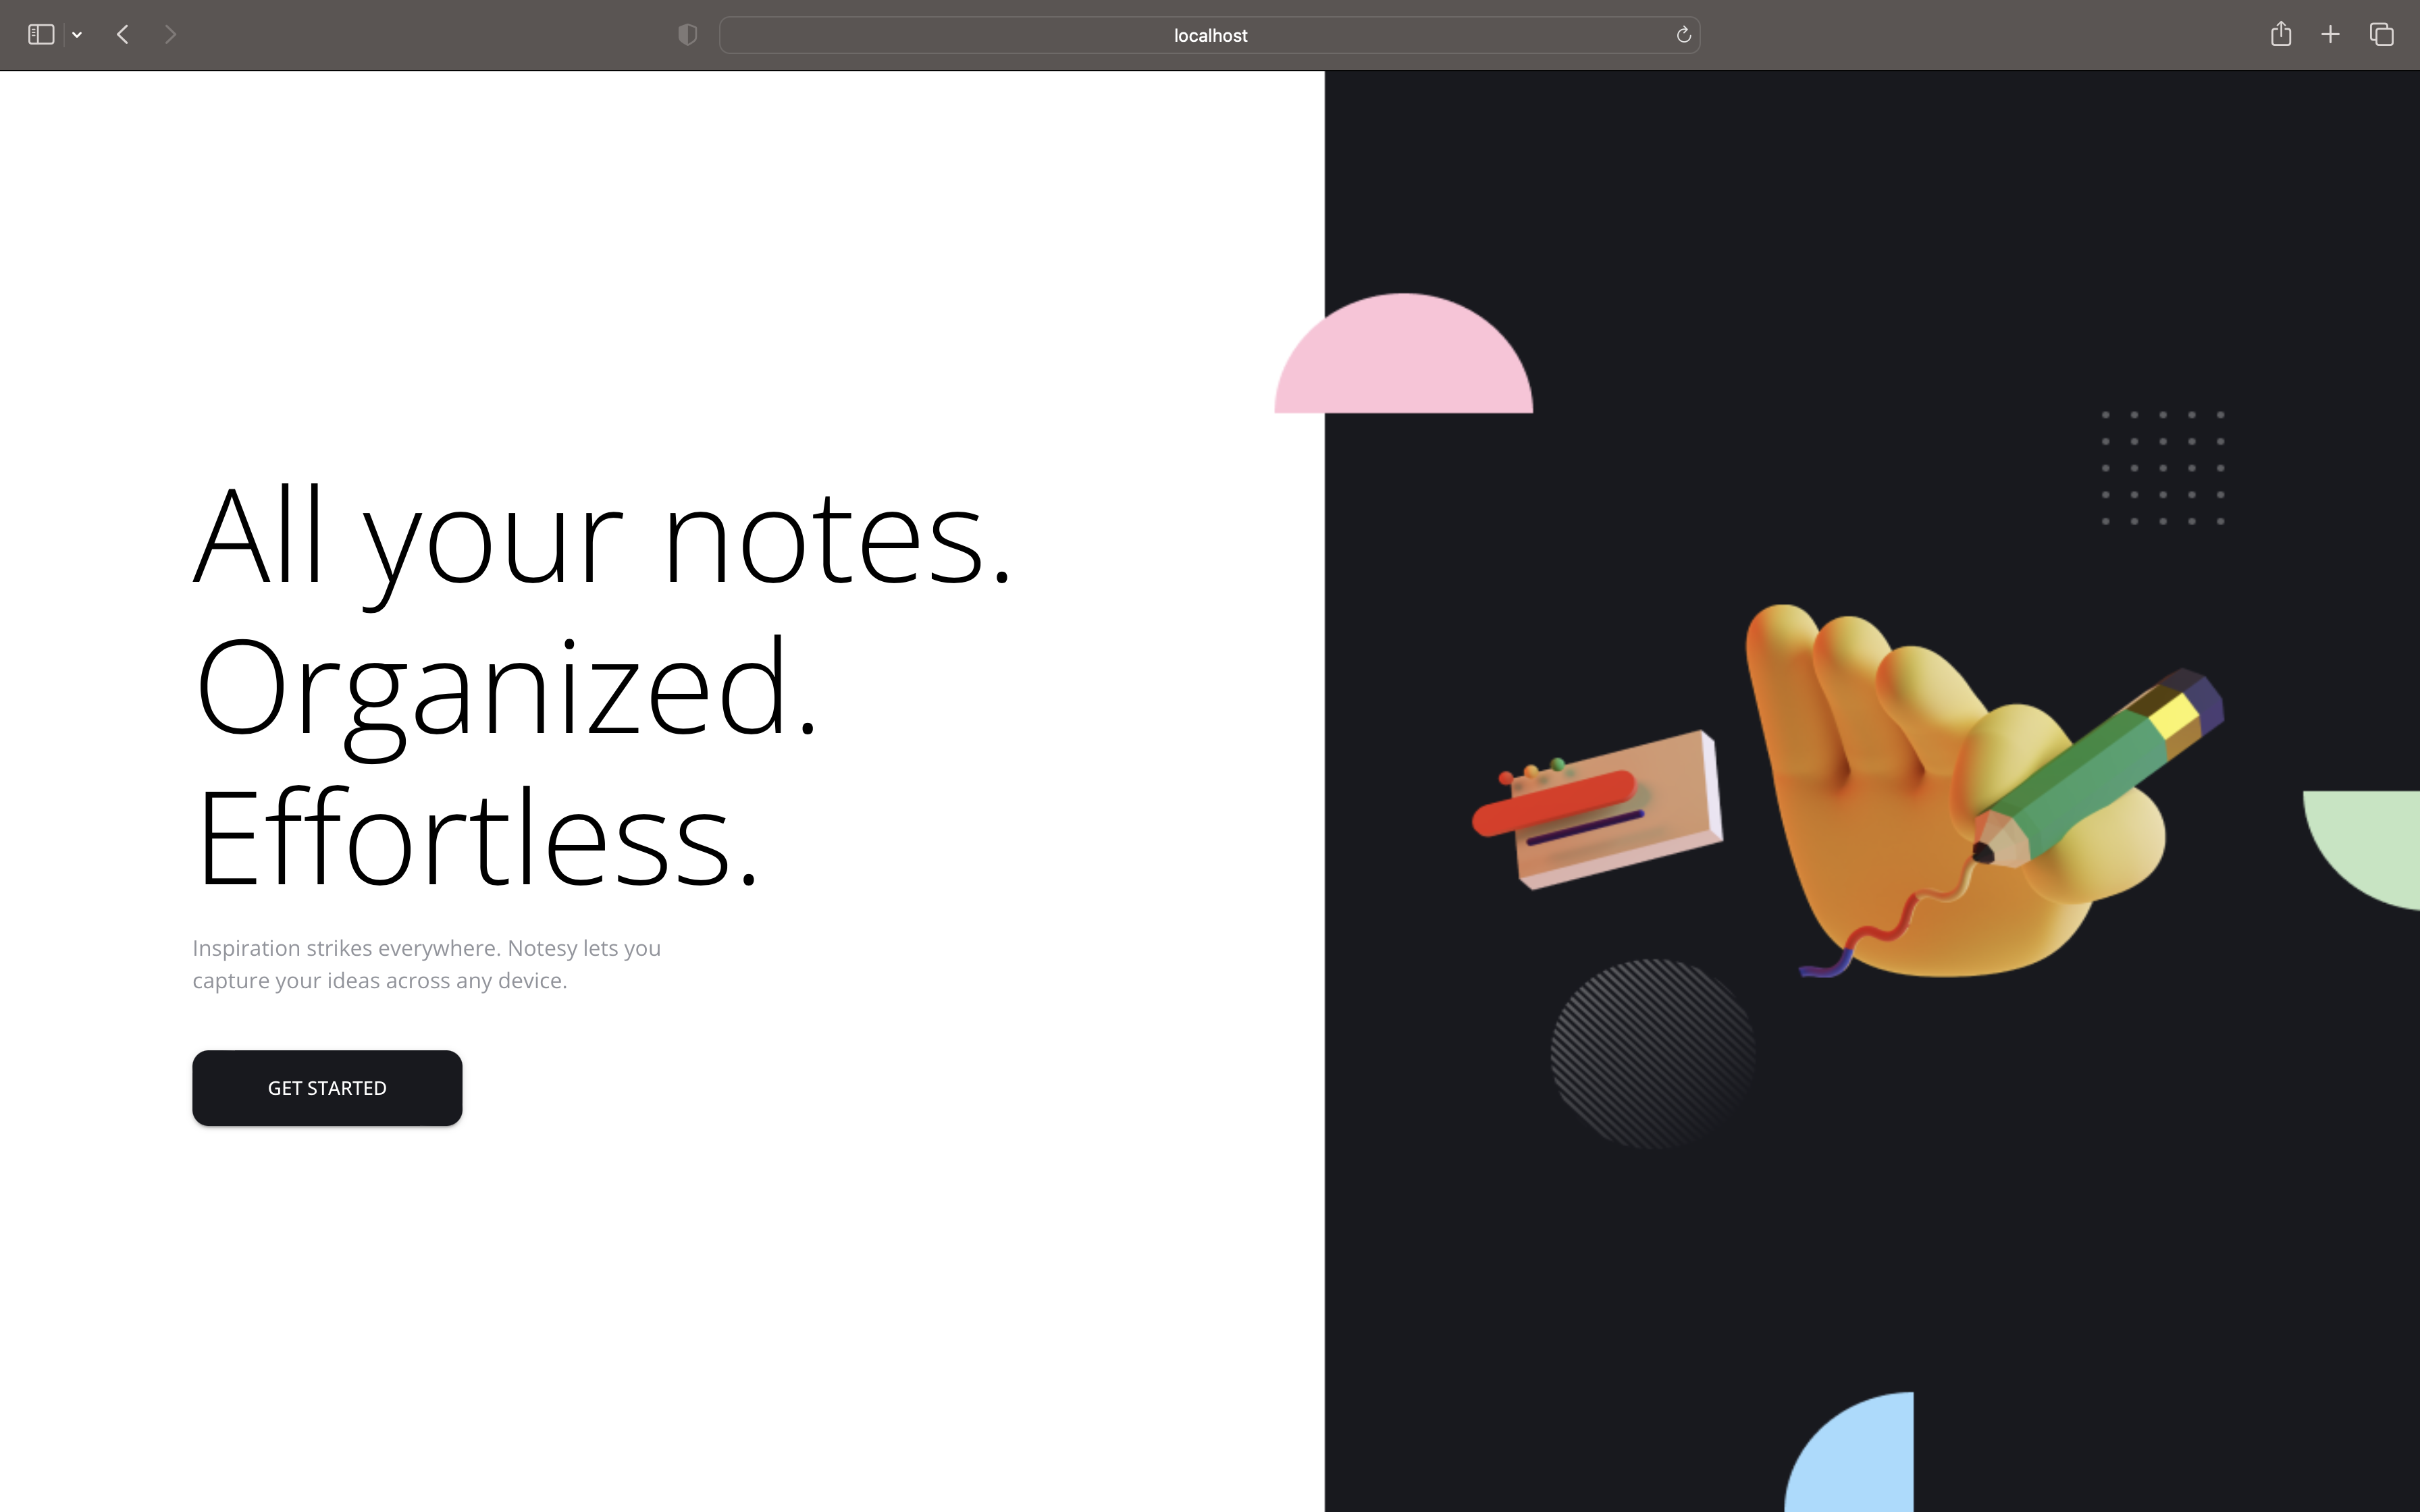 localhost
All your notes.
Organized.
Effortless.
Inspiration strikes everywhere. Notesy lets you
capture your ideas across any device.
GET STARTED